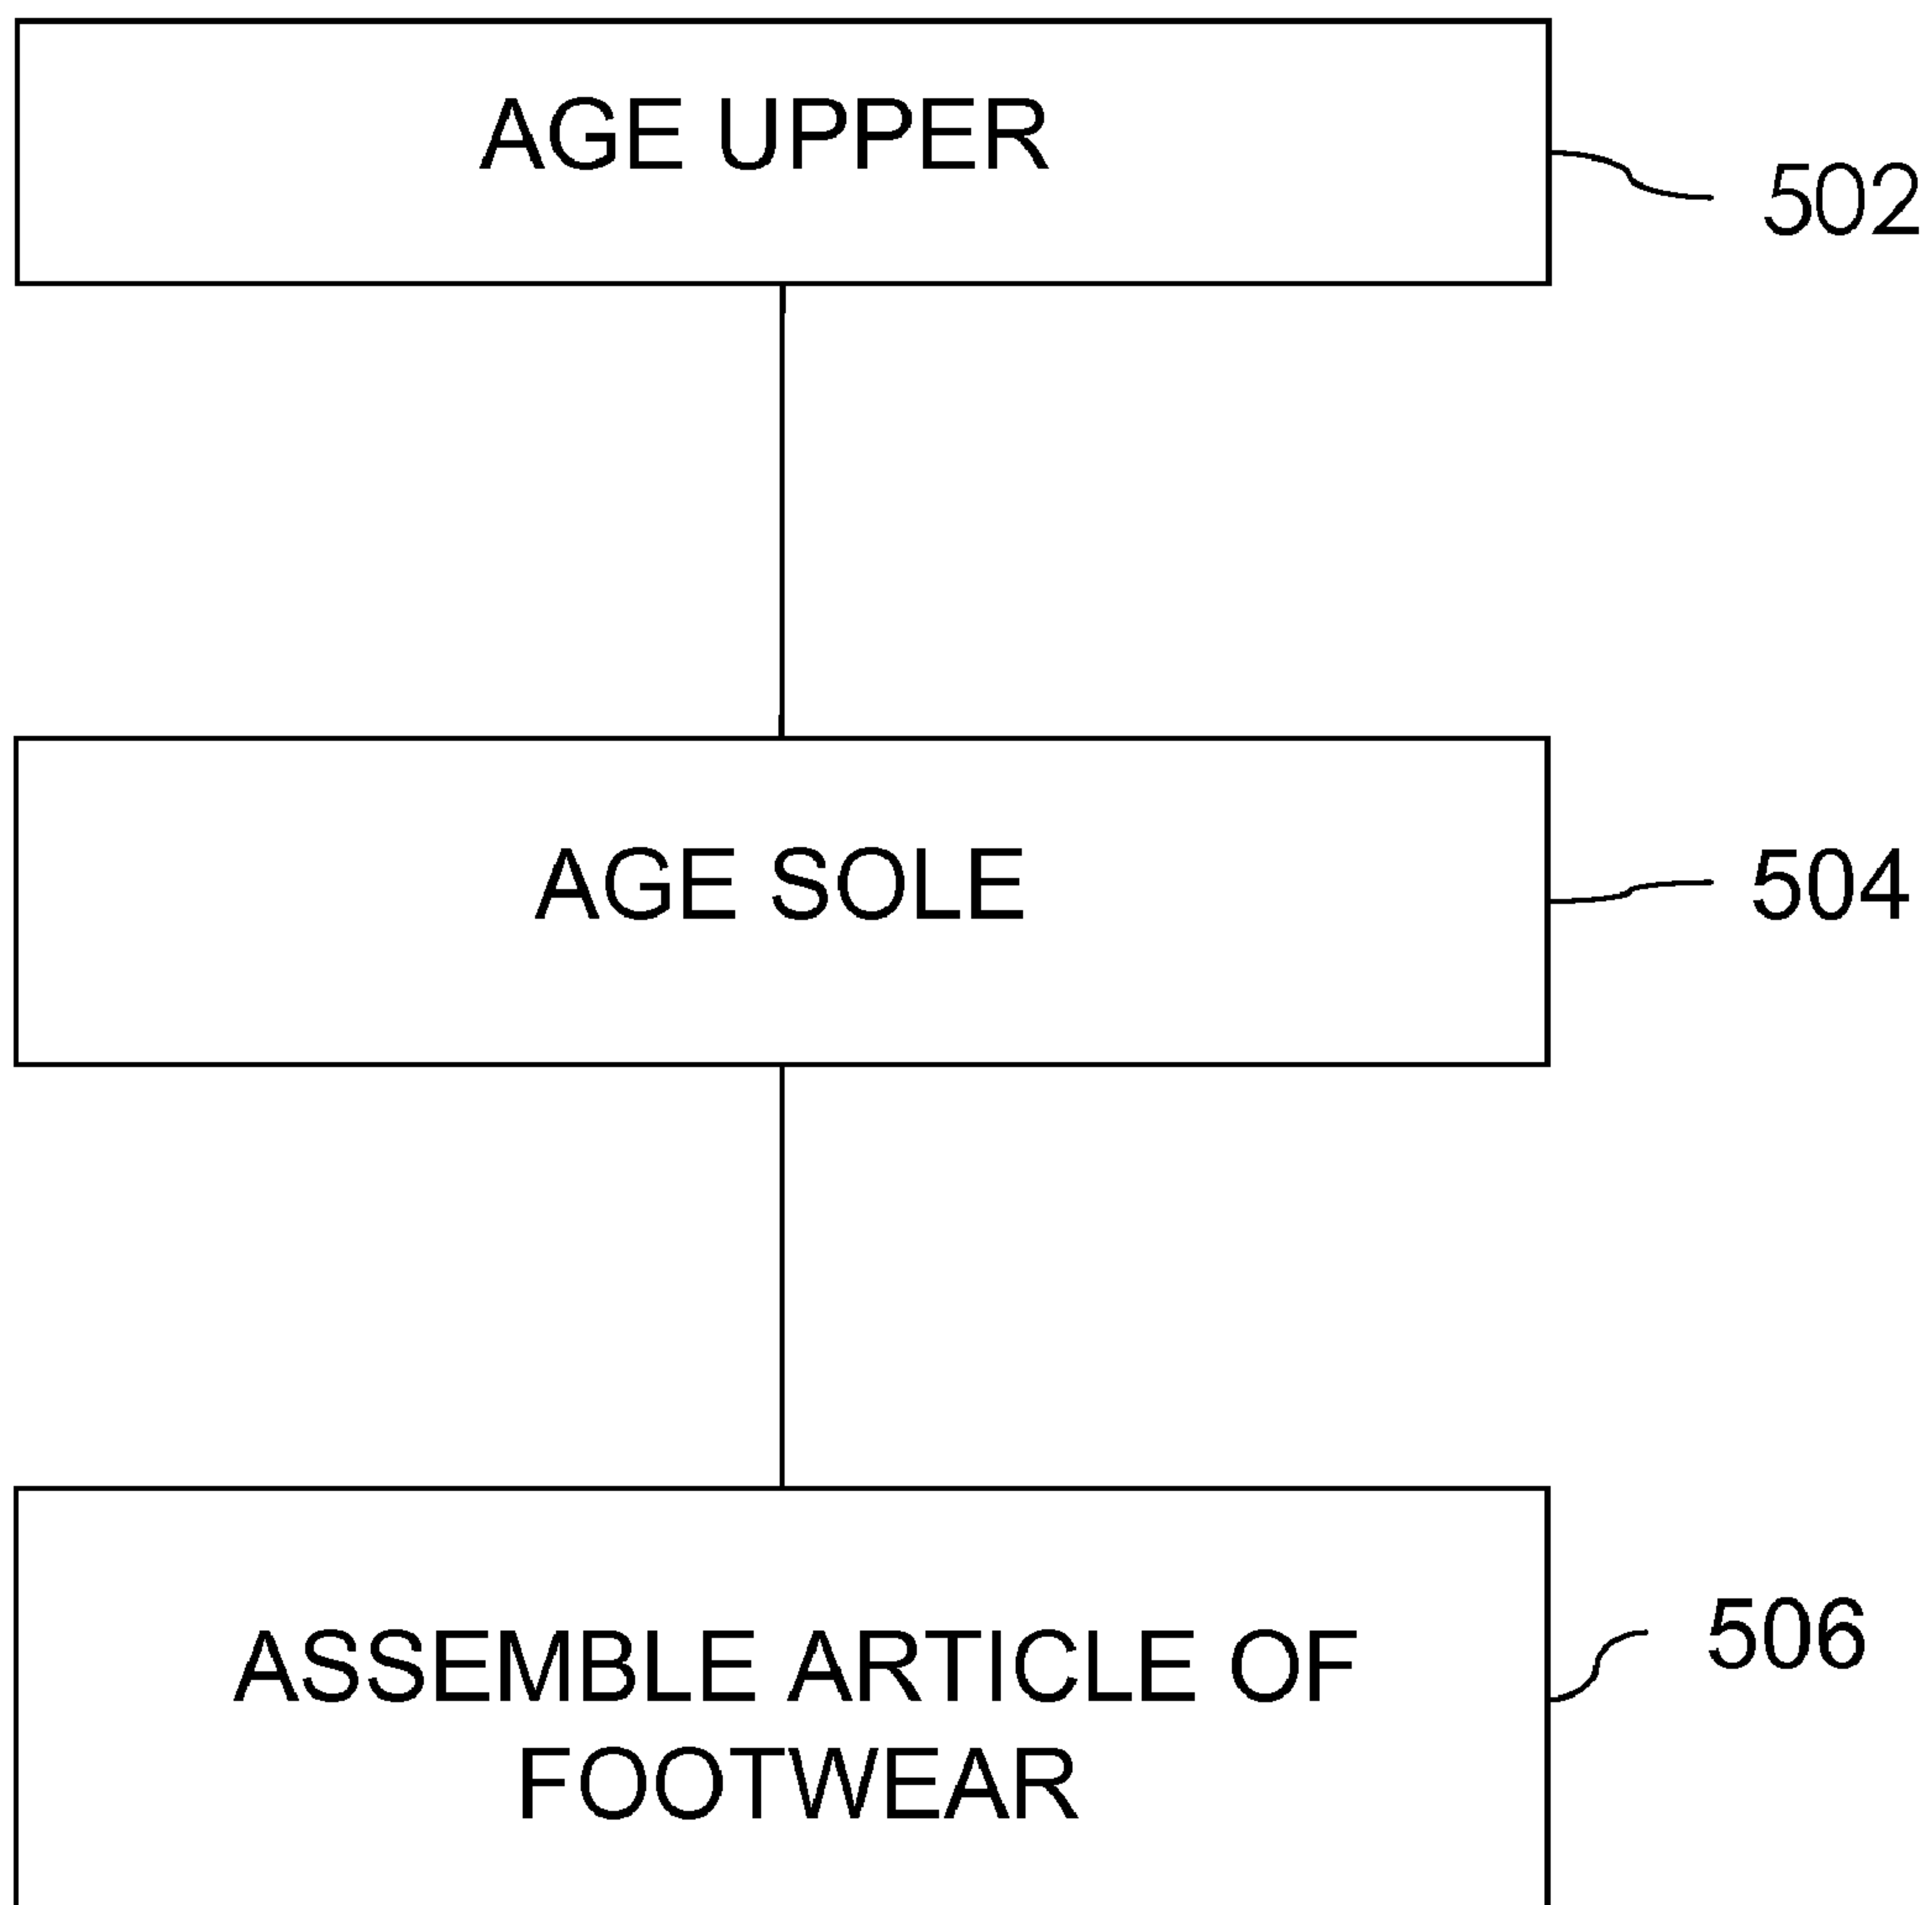 AGE UPPER
502
AGE SOLE
504
ASSEMBLE ARTICLE OF
FOOTWEAR
506